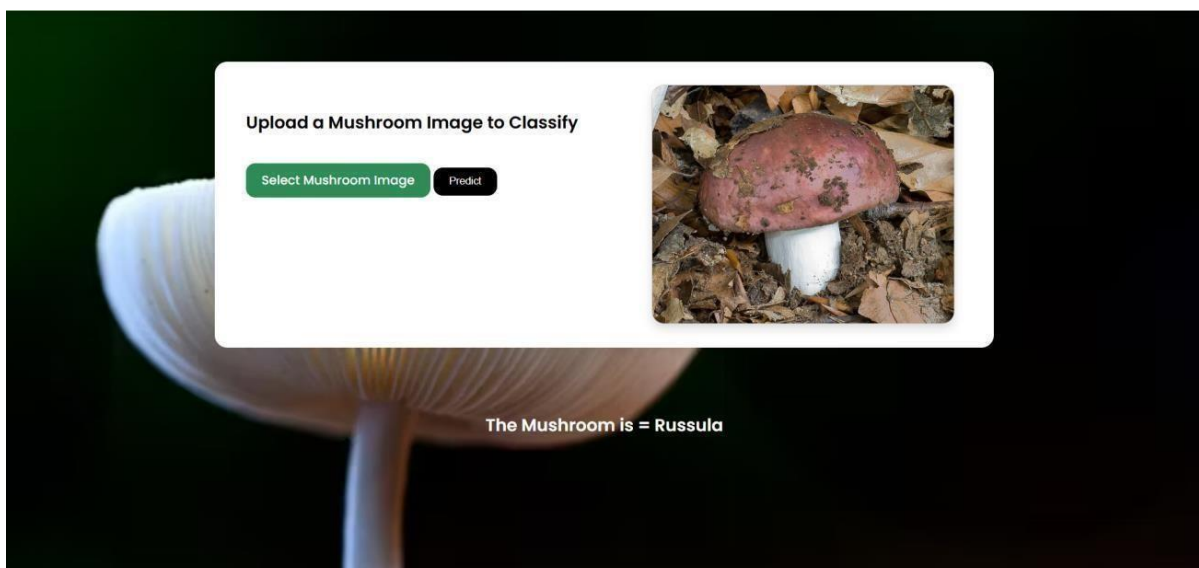 Upload a Mushroom Image to Classify
Select Mushroom Image Predict
The Mushroom is = Russula